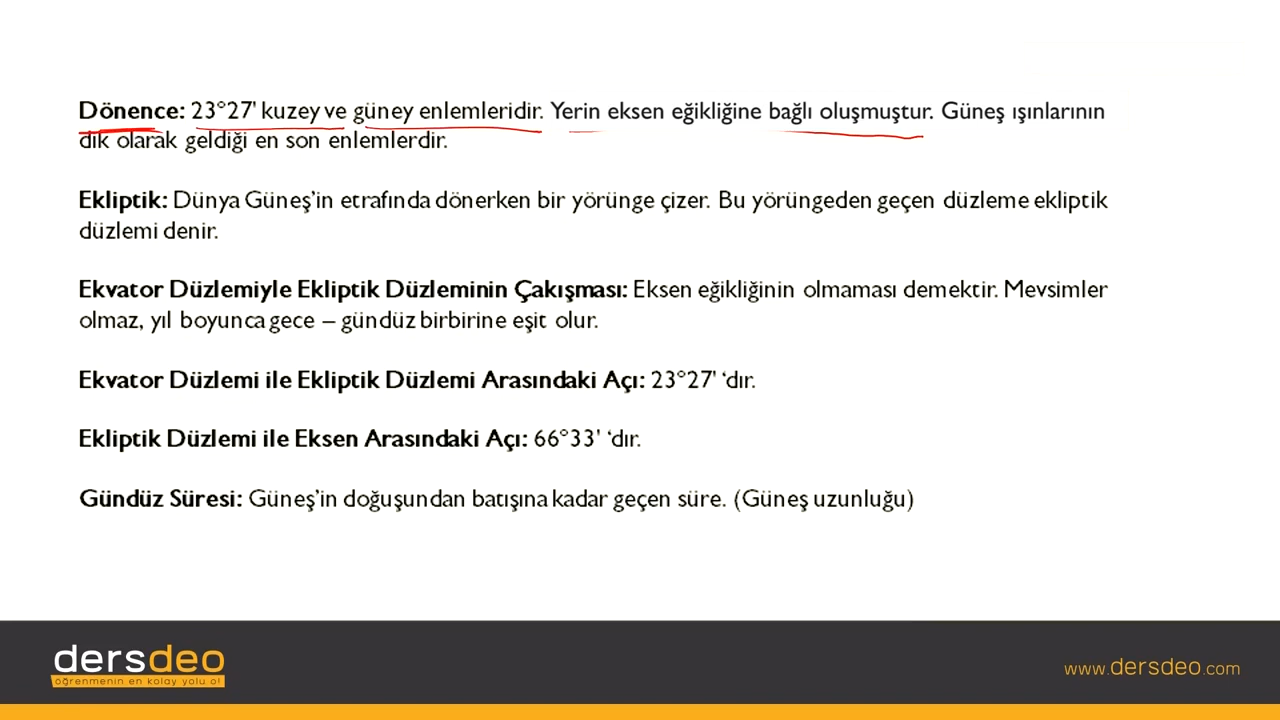 Dönence: 23°27' kuzey ve güney enlemleridir. Yerin eksen eğikliğine bağlı oluşmuştur. Güneş ışınlarının
dik olarak geldiği en son enlemlerdir.
Ekliptik: Dünya Güneş’in etrafında dönerken bir yörünge çizer. Bu yörüngeden geçen düzleme ekliptik
düzlemi denir.
Ekvator Düzlemiyle Ekliptik Düzleminin Çakışması: Eksen eğikliğinin olmaması demektir. Mevsimler
olmaz, yıl boyunca gece – gündüz birbirine eşit olur.
Ekvator Düzlemi ile Ekliptik Düzlemi Arasındaki Açı: 23°27' ‘dır.
Ekliptik Düzlemi ile Eksen Arasındaki Açı: 66°33' ‘dır.
Gündüz Süresi: Güneş’in doğuşundan batışına kadar geçen süre. (Güneş uzunluğu)
dersdeo
öğrenmenin en kolay yolu o!
www.dersdeo.com